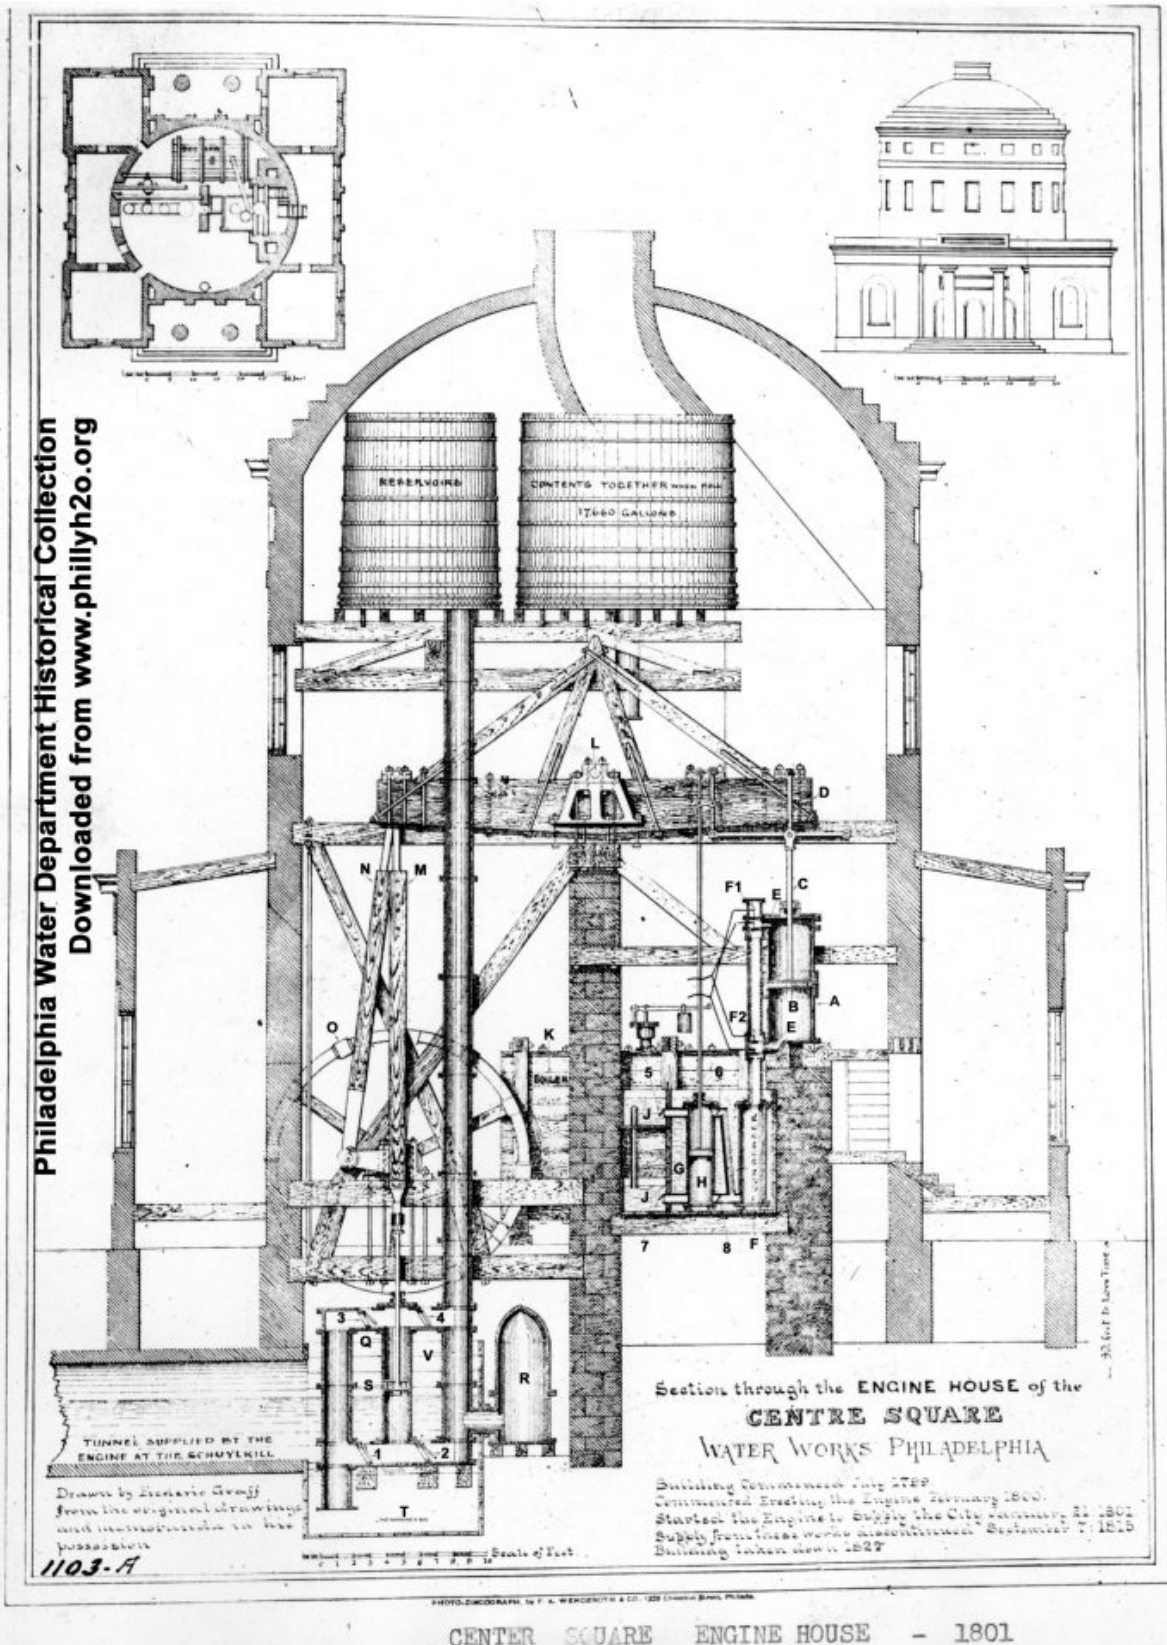 Philadelphia Water Department Historical Collection
Downloaded from www.phillyh2o.org
RESERVOIRS
CONTENTS TOGETHER WHEN FULL
17660 GALLONS
L
D
N
M
C
F1
E
A
B
O
F2
E
K
BOILER
5
6
J
G
H
J
7
8
F
3
4
Q
V
S
R
1
2
T
TUNNEL SUPPLIED BY THE
ENGINE AT THE SCHUYLKILL
Section through the ENGINE HOUSE of the
CENTRE SQUARE
WATER WORKS PHILADELPHIA
Building Commenced July 1799
Commenced Erecting the Engine February 1800.
Started the Engine to Supply the City January 21 1801
Supply from these works discontinued September 7, 1815
Building taken down 1827
Drawn by Frederic Graff
from the original drawings
and memoranda in his
possession
Scale of Feet
1103-A
PHOTO-ZINCOGRAPH, by F. A. WENDEROTH & CO.
CENTER SQUARE ENGINE HOUSE - 1801